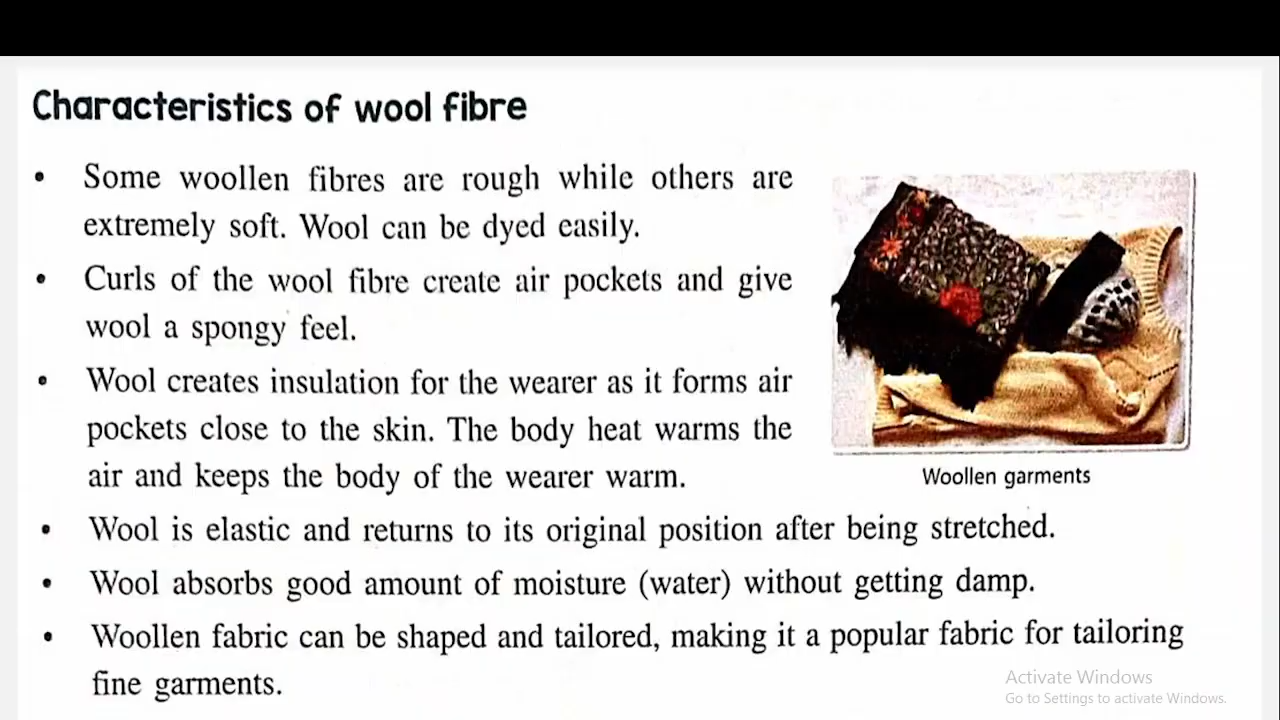 Characteristics of wool fibre
• Some woollen fibres are rough while others are
extremely soft. Wool can be dyed easily.
• Curls of the wool fibre create air pockets and give
wool a spongy feel.
• Wool creates insulation for the wearer as it forms air
pockets close to the skin. The body heat warms the
air and keeps the body of the wearer warm.
Woollen garments
• Wool is elastic and returns to its original position after being stretched.
• Wool absorbs good amount of moisture (water) without getting damp.
• Woollen fabric can be shaped and tailored, making it a popular fabric for tailoring
fine garments.
Activate Windows
Go to Settings to activate Windows.